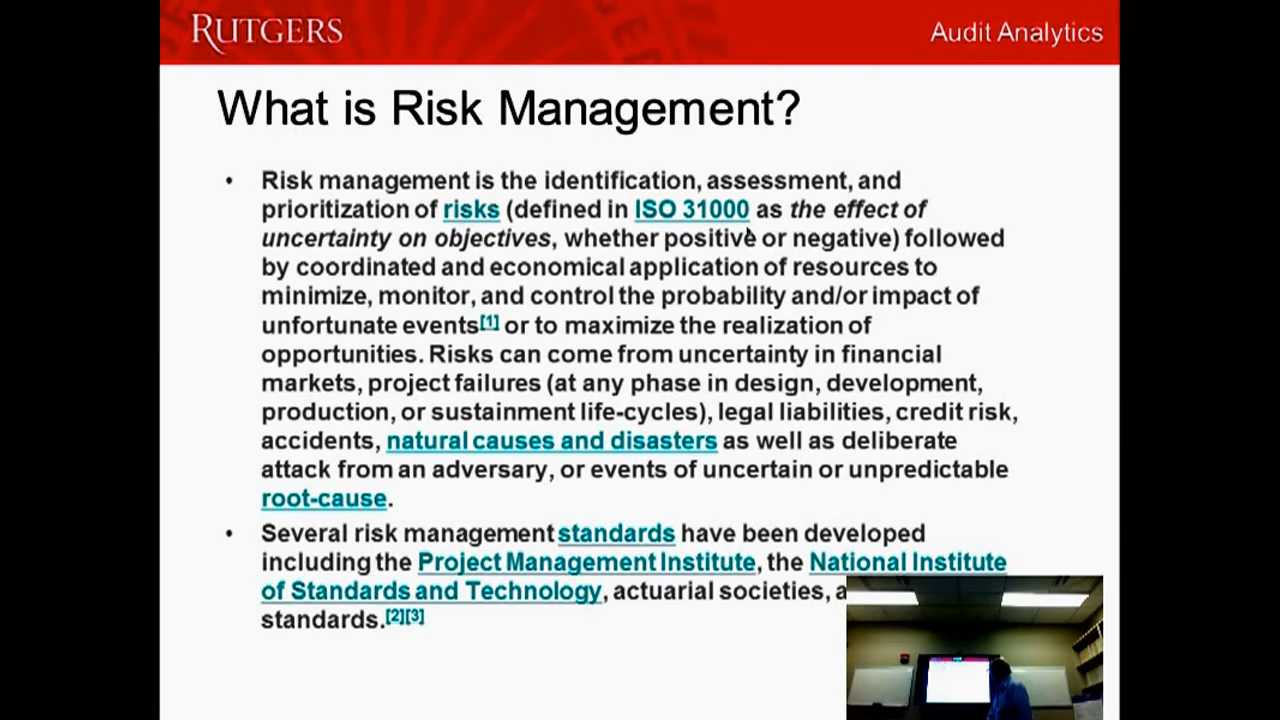 RUTGERS
Audit Analytics
What is Risk Management?
• Risk management is the identification, assessment, and
prioritization of risks (defined in ISO 31000 as the effect of
uncertainty on objectives, whether positive or negative) followed
by coordinated and economical application of resources to
minimize, monitor, and control the probability and/or impact of
unfortunate events[1] or to maximize the realization of
opportunities. Risks can come from uncertainty in financial
markets, project failures (at any phase in design, development,
production, or sustainment life-cycles), legal liabilities, credit risk,
accidents, natural causes and disasters as well as deliberate
attack from an adversary, or events of uncertain or unpredictable
root-cause.
• Several risk management standards have been developed
including the Project Management Institute, the National Institute
of Standards and Technology, actuarial societies,
standards.[2][3]